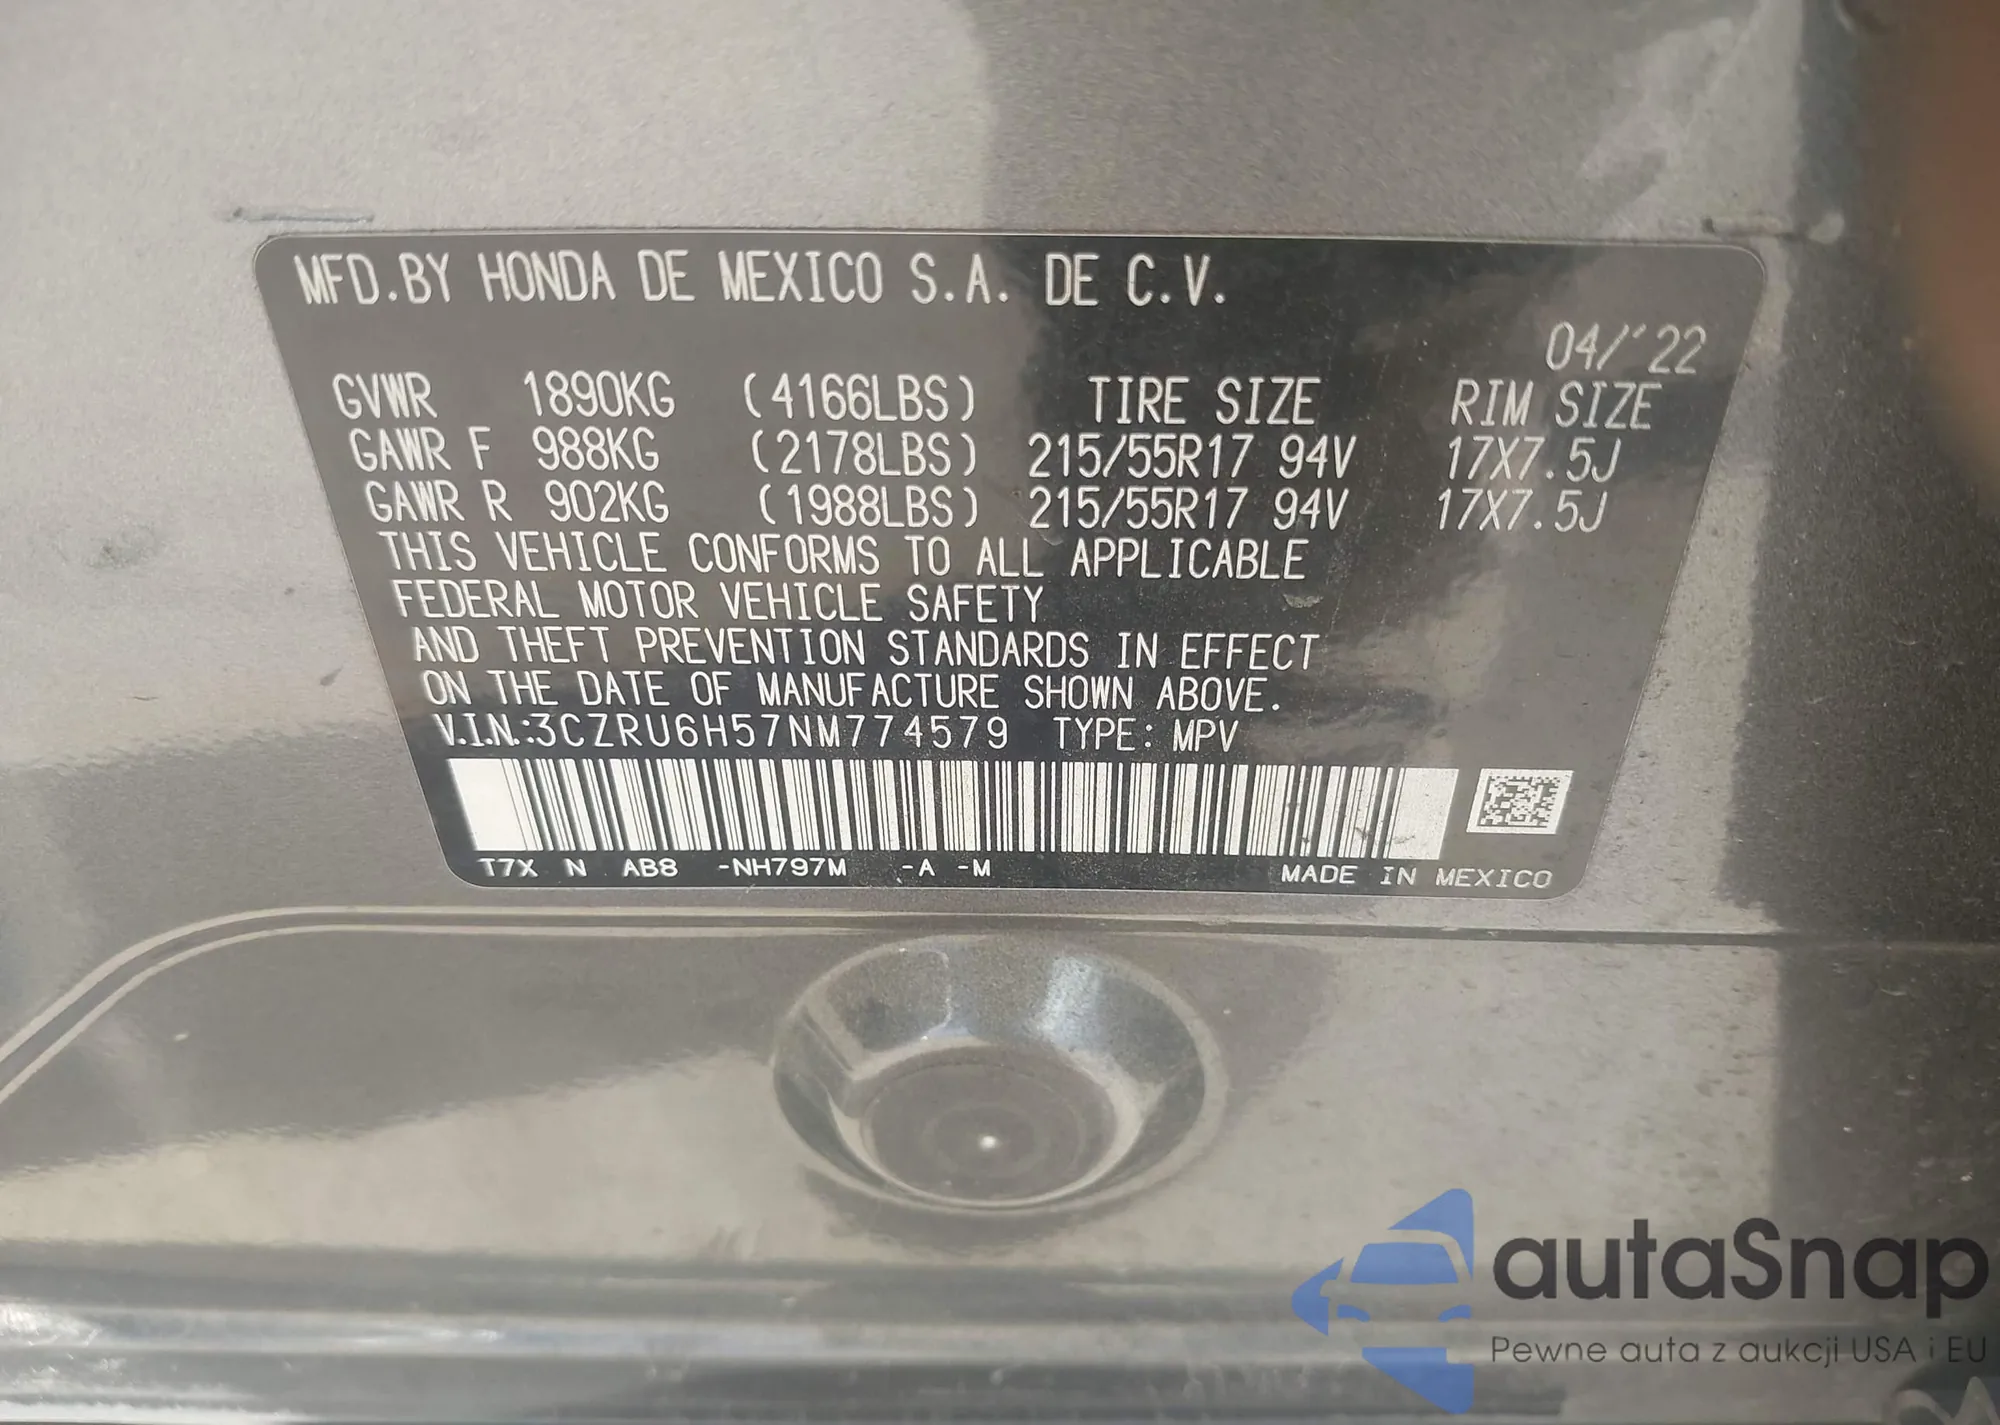 MFD.BY HONDA DE MEXICO S.A. DE C.V.
04/'22
GVWR 1890KG (4166LBS) TIRE SIZE RIM SIZE
GAWR F 988KG (2178LBS) 215/55R17 94V 17X7.5J
GAWR R 902KG (1988LBS) 215/55R17 94V 17X7.5J
THIS VEHICLE CONFORMS TO ALL APPLICABLE
FEDERAL MOTOR VEHICLE SAFETY
AND THEFT PREVENTION STANDARDS IN EFFECT
ON THE DATE OF MANUFACTURE SHOWN ABOVE.
V.I.N.:3CZRU6H57NM774579 TYPE: MPV
T7X N AB8 -NH797M -A -M MADE IN MEXICO
autaSnap
Pewne auta z aukcji USA i EU